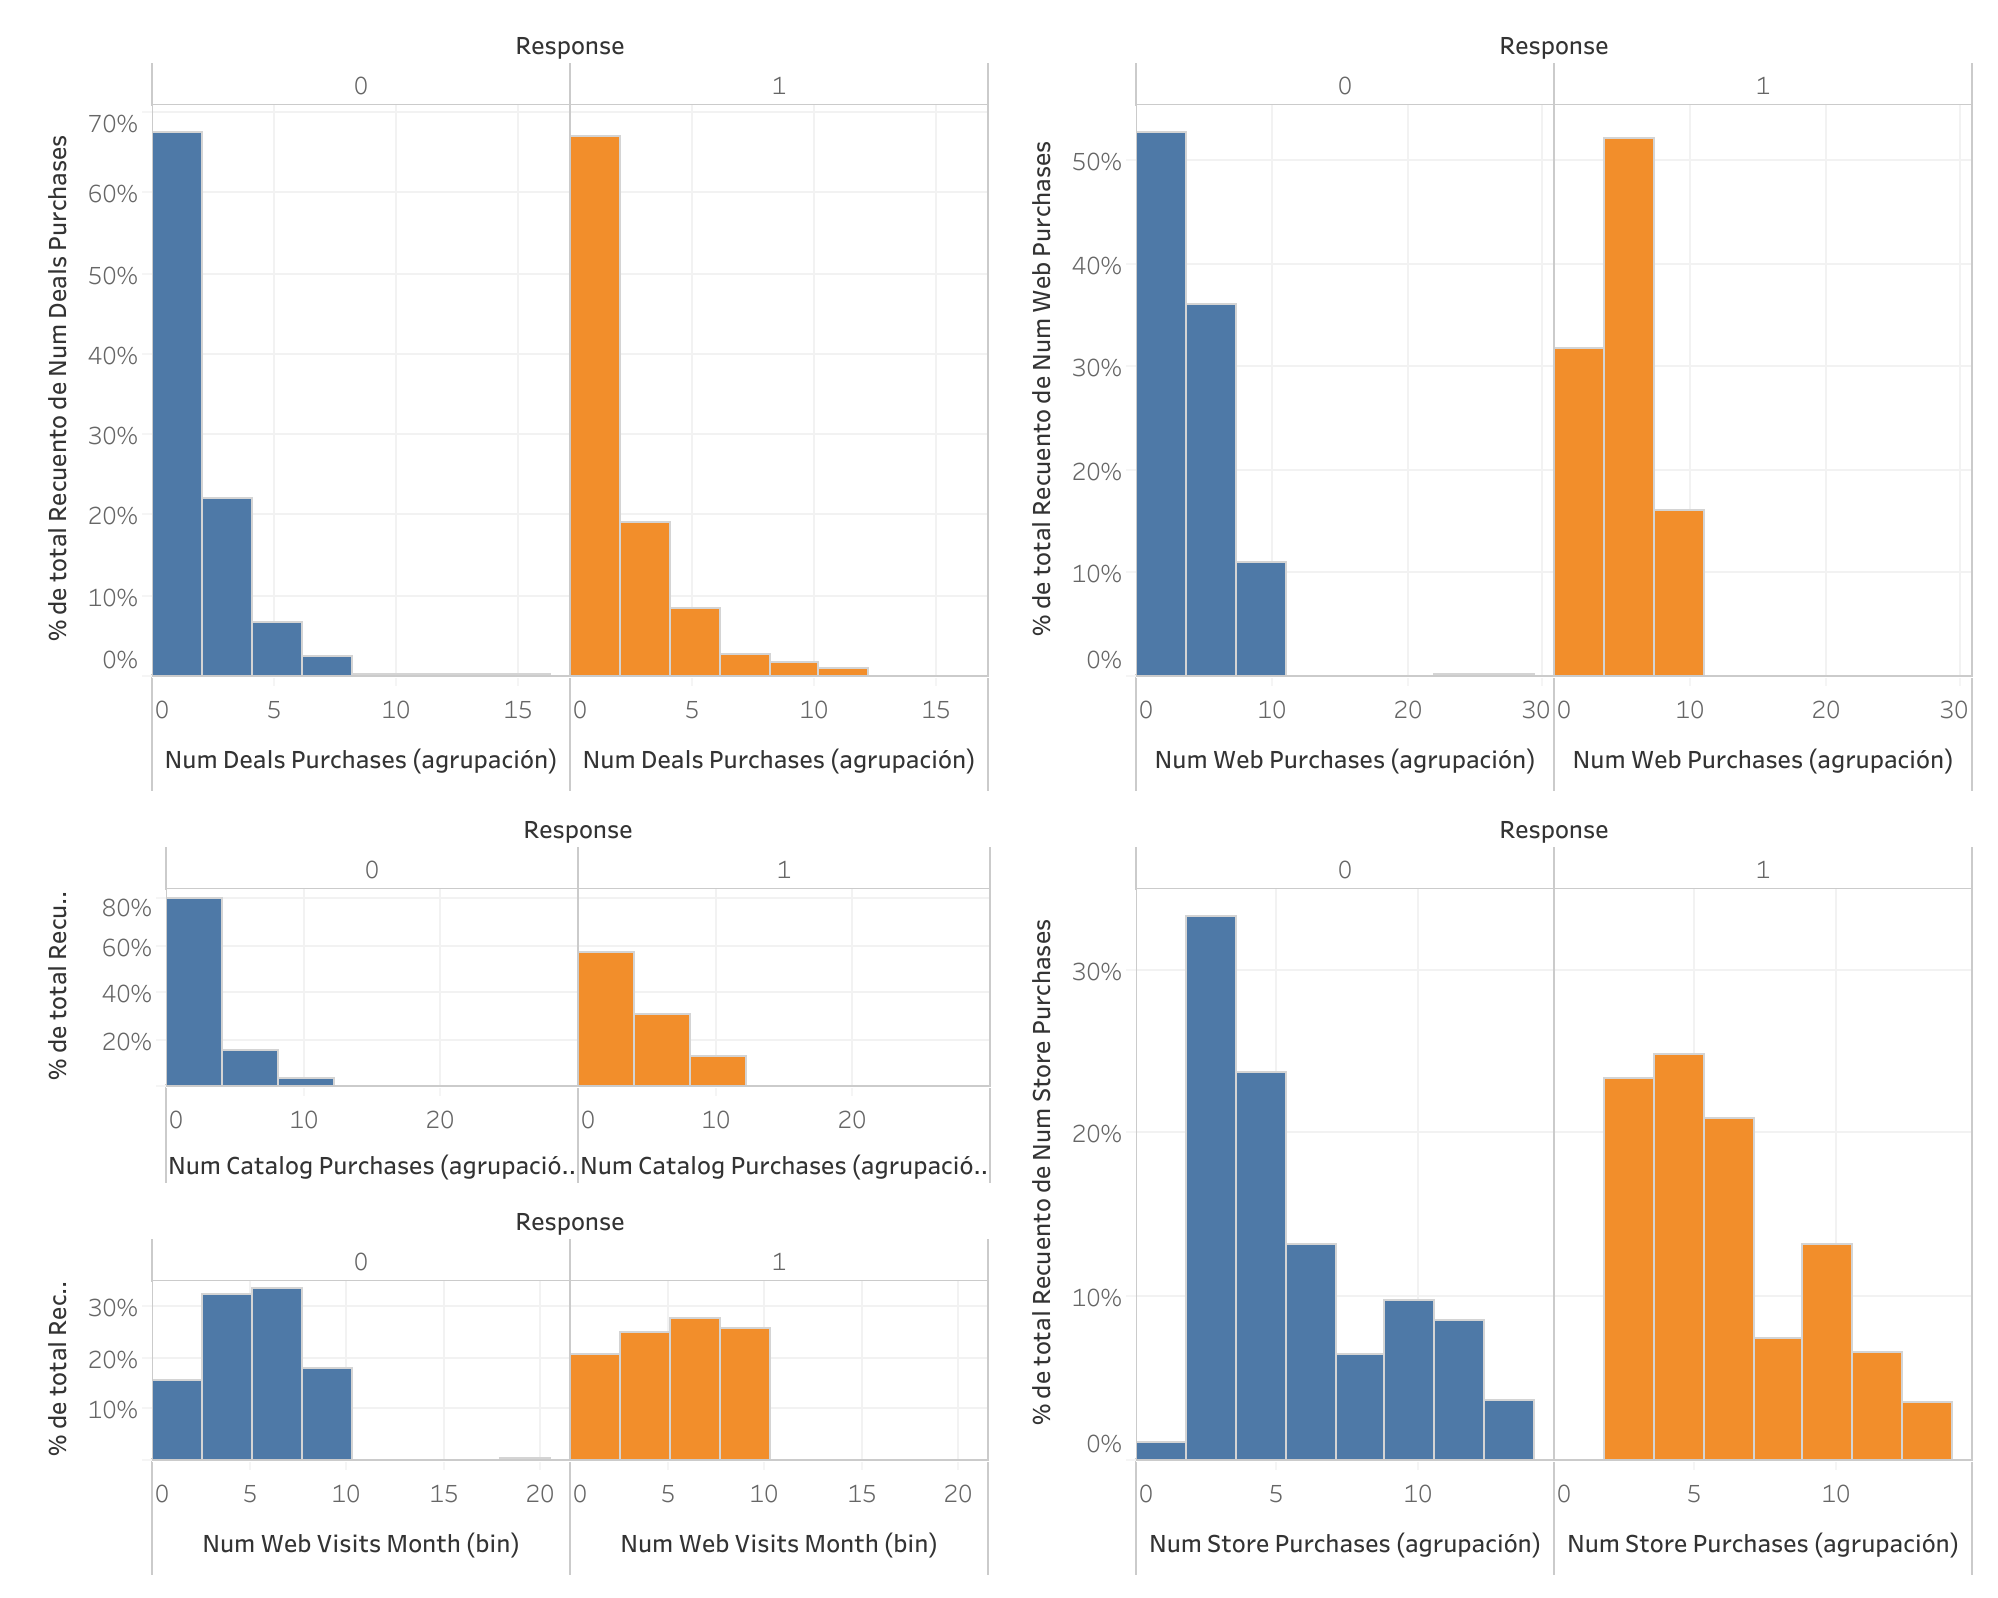 Response
0 1
% de total Recuento de Num Deals Purchases
70%
60%
50%
40%
30%
20%
10%
0%
0 5 10 15 0 5 10 15
Num Deals Purchases (agrupación) Num Deals Purchases (agrupación)
Response
0 1
% de total Recuento de Num Web Purchases
50%
40%
30%
20%
10%
0%
0 10 20 30 0 10 20 30
Num Web Purchases (agrupación) Num Web Purchases (agrupación)
Response
0 1
% de total Recu..
80%
60%
40%
20%
0 10 20 0 10 20
Num Catalog Purchases (agrupació.. Num Catalog Purchases (agrupació..
Response
0 1
% de total Rec..
30%
20%
10%
0 5 10 15 20 0 5 10 15 20
Num Web Visits Month (bin) Num Web Visits Month (bin)
Response
0 1
% de total Recuento de Num Store Purchases
30%
20%
10%
0%
0 5 10 0 5 10
Num Store Purchases (agrupación) Num Store Purchases (agrupación)